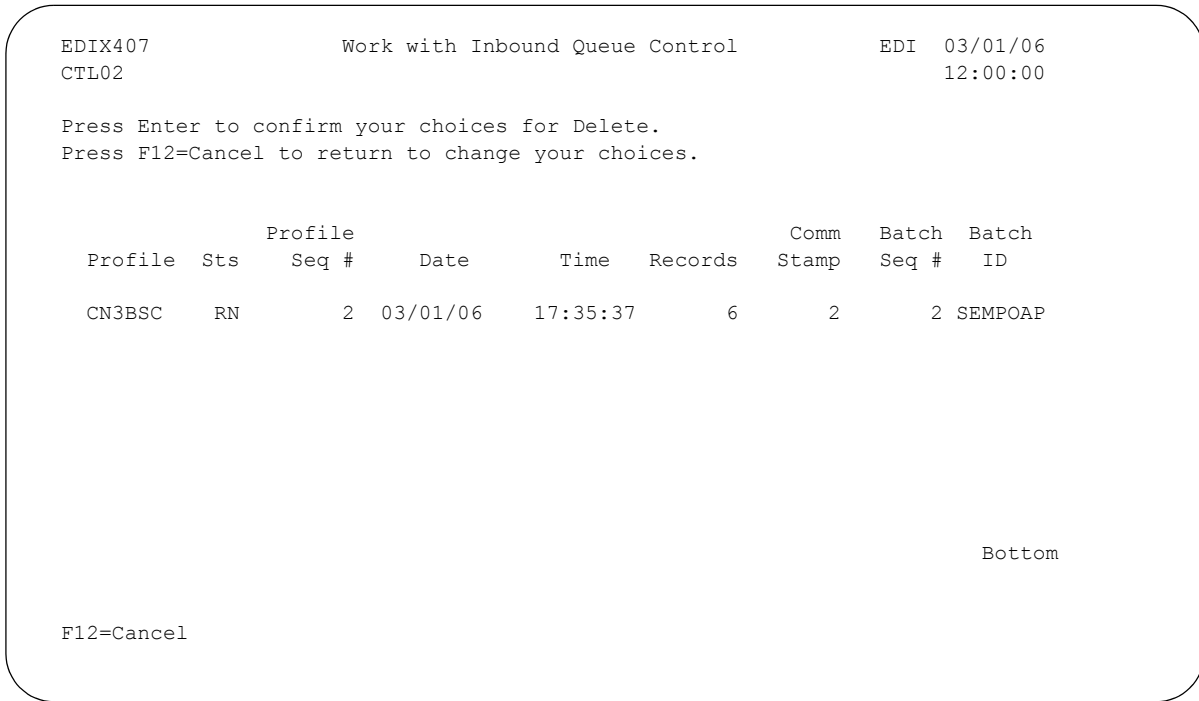 EDIX407 Work with Inbound Queue Control EDI 03/01/06
CTL02 12:00:00
Press Enter to confirm your choices for Delete.
Press F12=Cancel to return to change your choices.
Profile Comm Batch Batch
Profile Sts Seq # Date Time Records Stamp Seq # ID
CN3BSC RN 2 03/01/06 17:35:37 6 2 2 SEMPOAP
Bottom
F12=Cancel